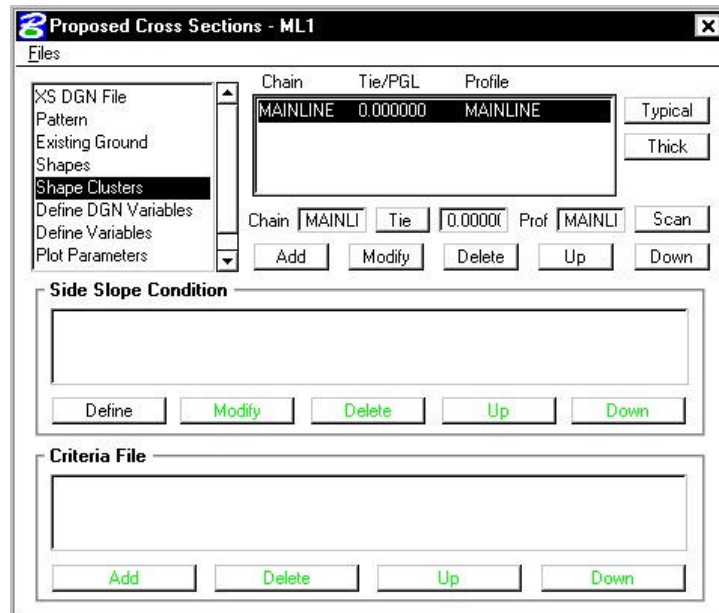 Proposed Cross Sections - ML1
Files
XS DGN File
Pattern
Existing Ground
Shapes
Shape Clusters
Define DGN Variables
Define Variables
Plot Parameters
Chain Tie/PGL Profile
MAINLINE 0.000000 MAINLINE
Typical
Thick
Chain MAINLI Tie 0.0000( Prof MAINLI Scan
Add Modify Delete Up Down
Side Slope Condition
Define Modify Delete Up Down
Criteria File
Add Delete Up Down